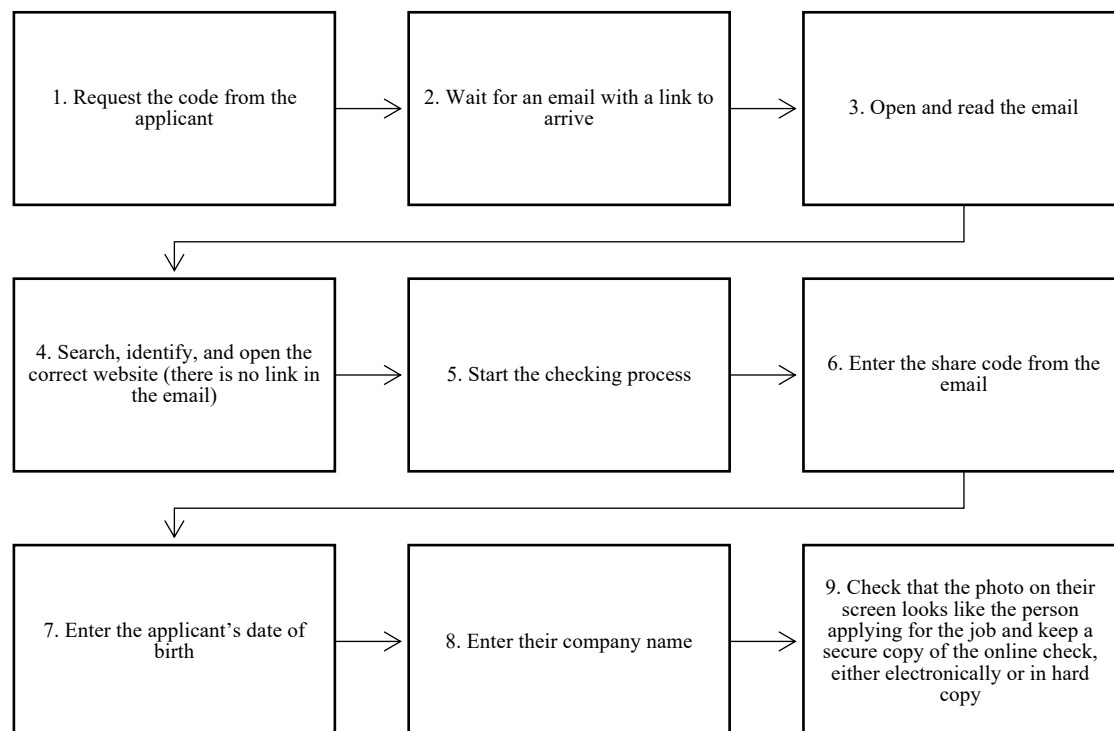 1. Request the code from the
applicant
2. Wait for an email with a link to
arrive
3. Open and read the email
4. Search, identify, and open the
correct website (there is no link in
the email)
5. Start the checking process
6. Enter the share code from the
email
7. Enter the applicant’s date of
birth
8. Enter their company name
9. Check that the photo on their
screen looks like the person
applying for the job and keep a
secure copy of the online check,
either electronically or in hard
copy